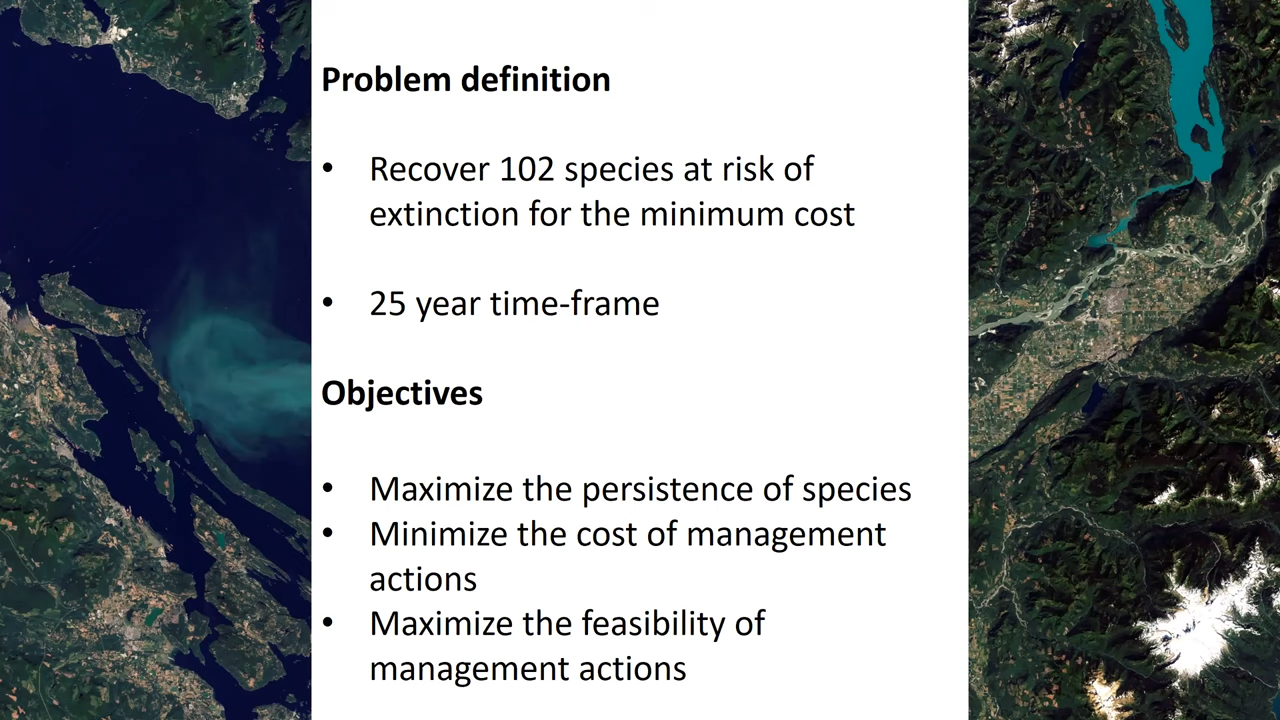 Problem definition
• Recover 102 species at risk of
extinction for the minimum cost
• 25 year time-frame
Objectives
• Maximize the persistence of species
• Minimize the cost of management
actions
• Maximize the feasibility of
management actions